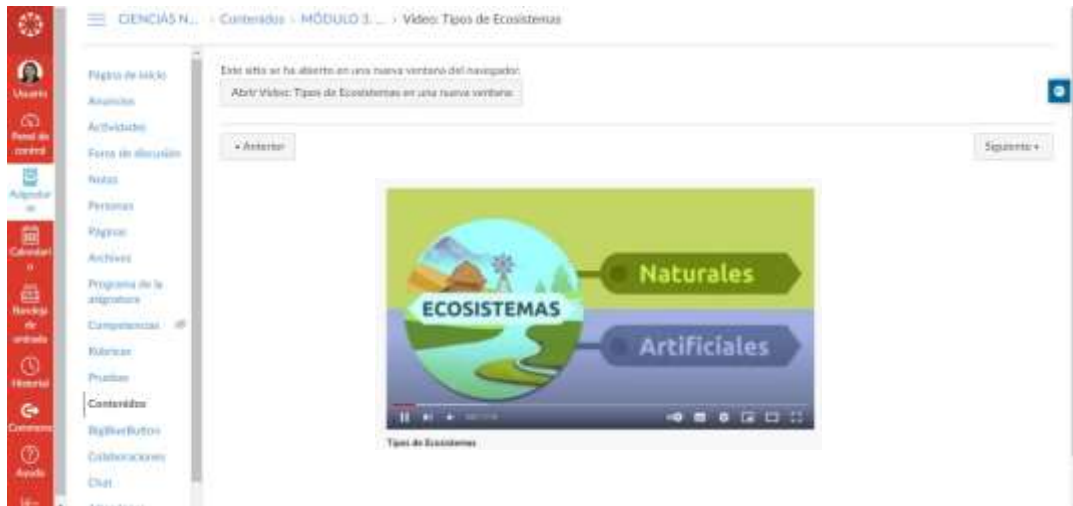 CIENCIAS N... › Contenidos › MÓDULO 3. ... › Video: Tipos de Ecosistemas
Este sitio se ha abierto en una nueva ventana del navegador.
Abrir Video: Tipos de Ecosistemas en una nueva ventana
Usuario
Panel de
control
Asignatur
as
Calendari
o
Bandeja
de
entrada
Historial
Commons
Ayuda
Página de inicio
Anuncios
Actividades
Foros de discusión
Notas
Personas
Páginas
Archivos
Programa de la
asignatura
Competencias
Rúbricas
Pruebas
Contenidos
BigBlueButton
Colaboraciones
Chat
Anterior
Siguiente
ECOSISTEMAS
Naturales
Artificiales
Tipos de Ecosistemas